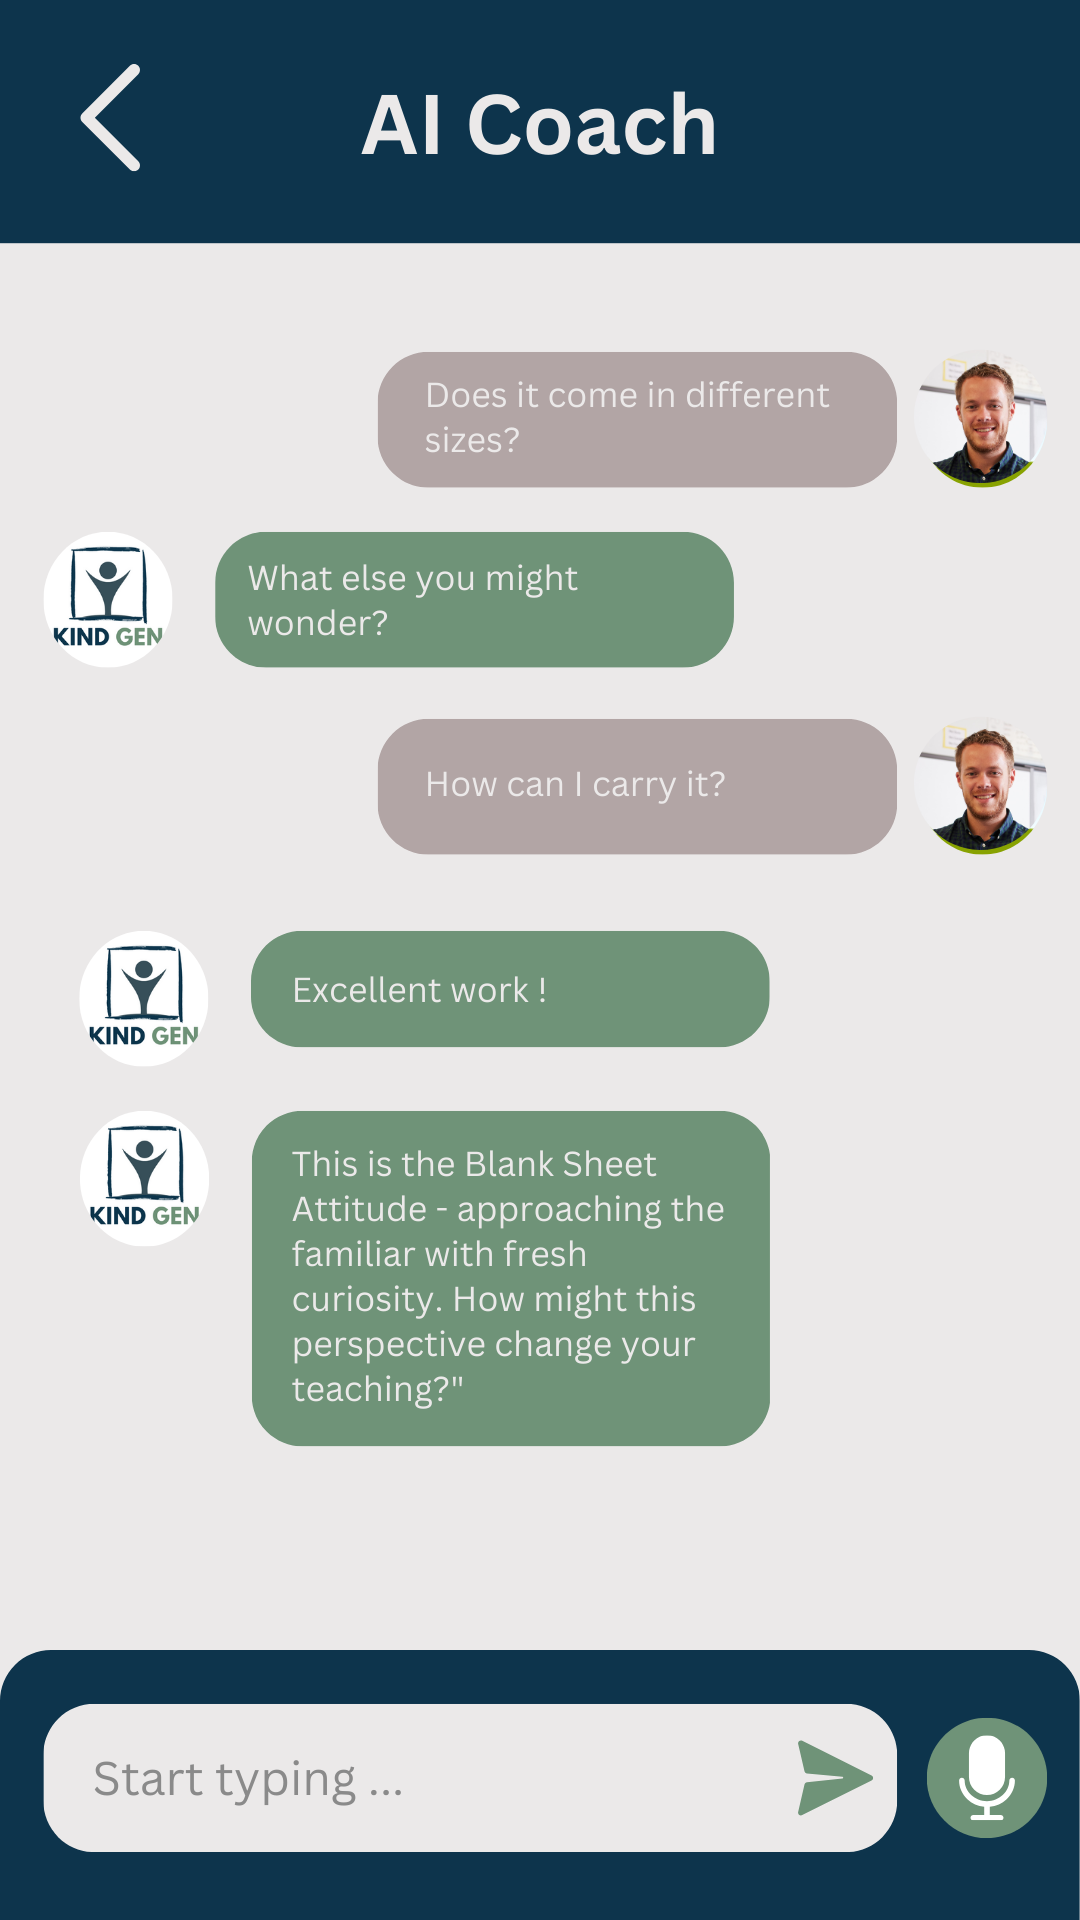 AI Coach
Does it come in different
sizes?
What else you might
wonder?
KIND GEN
How can I carry it?
Excellent work !
KIND GEN
This is the Blank Sheet
Attitude - approaching the
familiar with fresh
curiosity. How might this
perspective change your
teaching?"
KIND GEN
Start typing ...